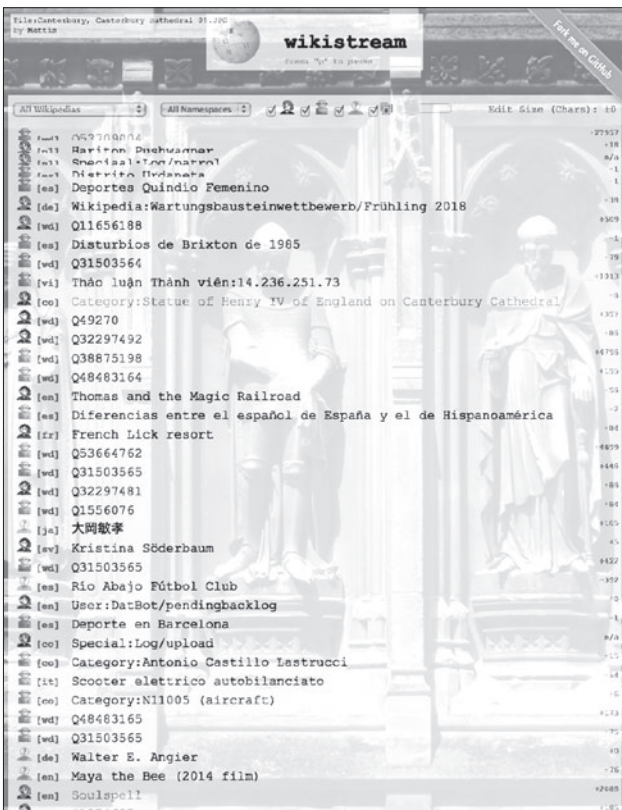 File:Canterbury, Canterbury cathedral 05.JPG
by Mattis
wikistream
press "p" to pause
Fork me on GitHub
All Wikipedias All Namespaces Edit Size (Chars): ±0
[nl] Hariton Pushwagner +18
[nl] Speciaal:Log/patrol n/a
[es] Distrito Urdaneta -1
[es] Deportes Quindio Femenino
[de] Wikipedia:Wartungsbausteinwettbewerb/Frühling 2018
[wd] Q11656188
[es] Disturbios de Brixton de 1985
[wd] Q31503564
[vi] Thảo luận Thành viên:14.236.251.73
[co] Category:Statue of Henry IV of England on Canterbury Cathedral
[wd] Q49270
[wd] Q32297492
[wd] Q38875198
[wd] Q48483164
[en] Thomas and the Magic Railroad
[es] Diferencias entre el español de España y el de Hispanoamérica
[fr] French Lick resort
[wd] Q53664762
[wd] Q31503565
[wd] Q32297481
[wd] Q1556076
[ja] 大岡敏孝
[sv] Kristina Söderbaum
[wd] Q31503565
[es] Río Abajo Fútbol Club
[en] User:DatBot/pendingbacklog
[es] Deporte en Barcelona
[co] Special:Log/upload n/a
[co] Category:Antonio Castillo Lastrucci
[it] Scooter elettrico autobilanciato
[co] Category:N11005 (aircraft)
[wd] Q48483165
[wd] Q31503565
[de] Walter E. Angier
[en] Maya the Bee (2014 film)
[en] Soulspell